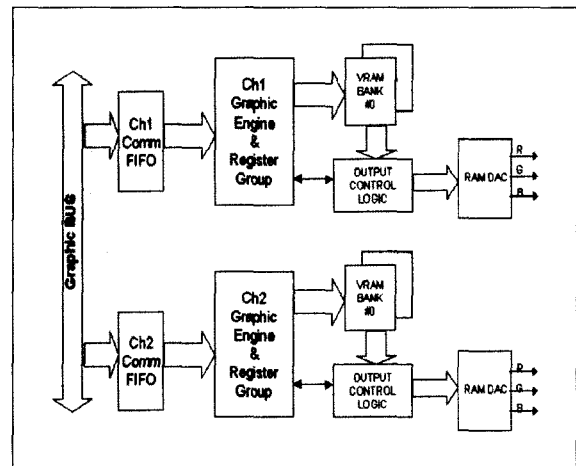 Graphic BUS
Ch1
Comm
FIFO
Ch1
Graphic
Engine
&
Register
Group
VRAM
BANK
#0
OUTPUT
CONTROL
LOGIC
RAM DAC
R
G
B
Ch2
Comm
FIFO
Ch2
Graphic
Engine
&
Register
Group
VRAM
BANK
#0
OUTPUT
CONTROL
LOGIC
RAM DAC
R
G
B